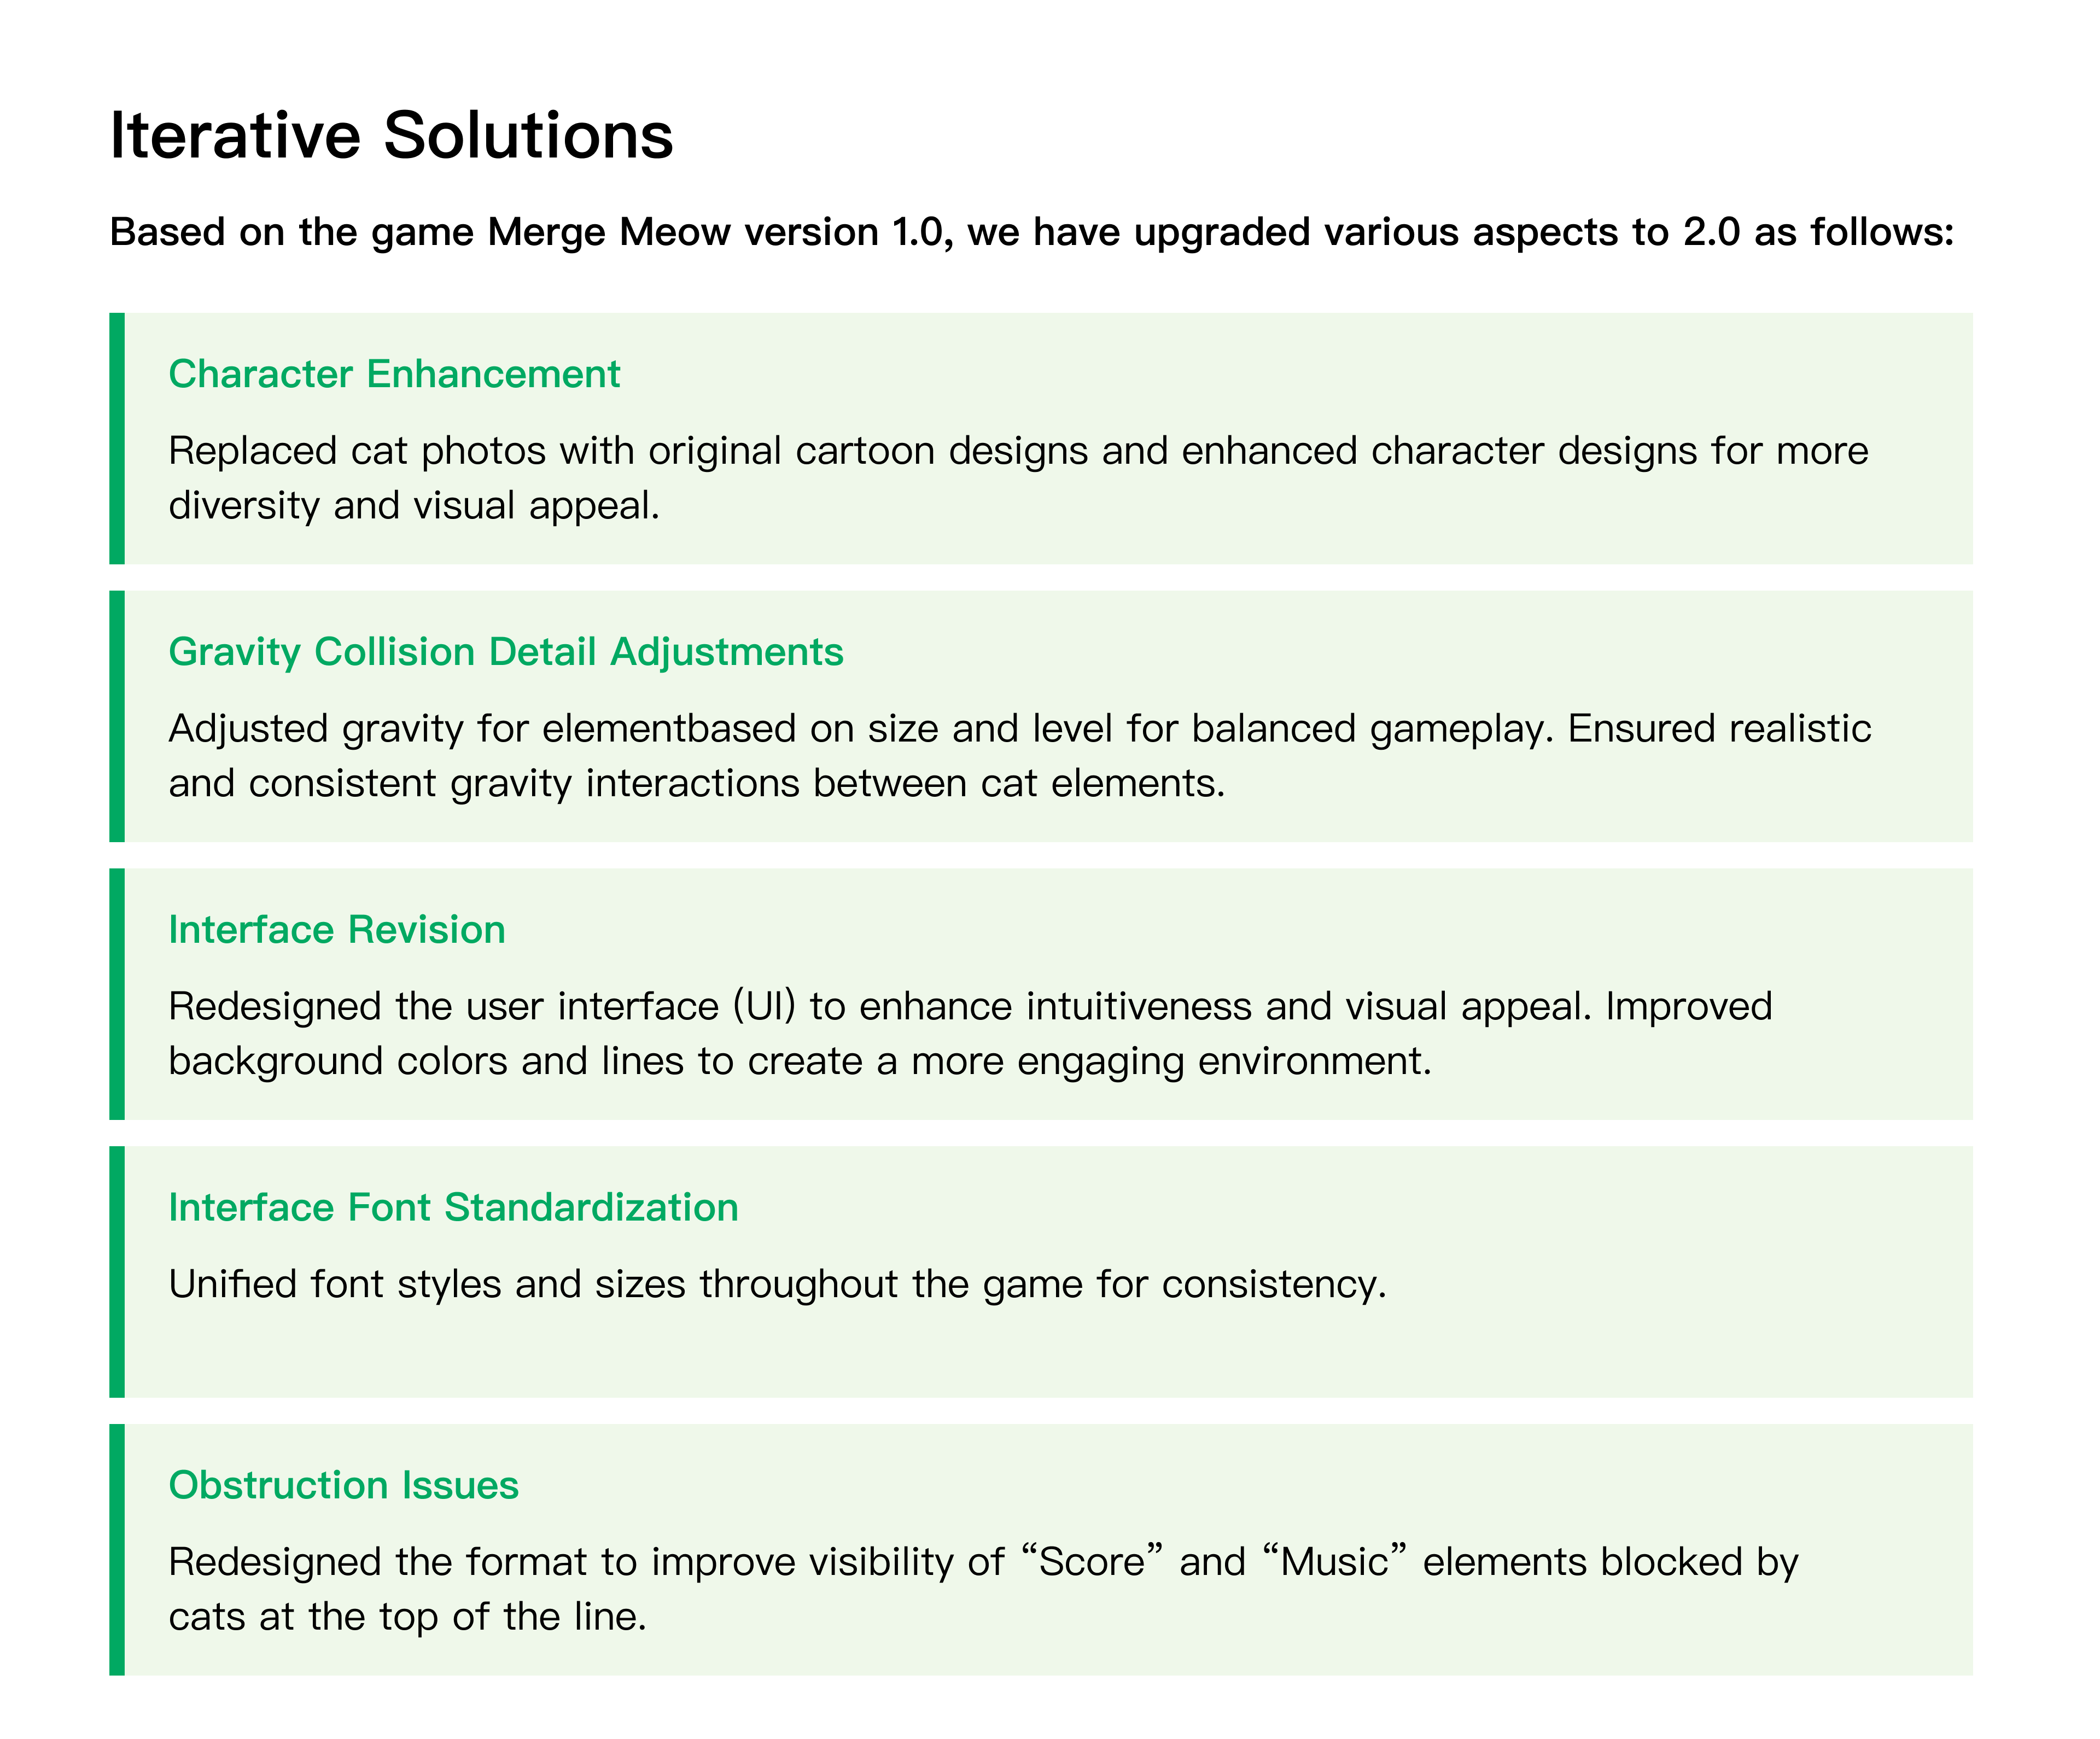 Iterative Solutions
Based on the game Merge Meow version 1.0, we have upgraded various aspects to 2.0 as follows:
Character Enhancement
Replaced cat photos with original cartoon designs and enhanced character designs for more
diversity and visual appeal.
Gravity Collision Detail Adjustments
Adjusted gravity for elementbased on size and level for balanced gameplay. Ensured realistic
and consistent gravity interactions between cat elements.
Interface Revision
Redesigned the user interface (UI) to enhance intuitiveness and visual appeal. Improved
background colors and lines to create a more engaging environment.
Interface Font Standardization
Unified font styles and sizes throughout the game for consistency.
Obstruction Issues
Redesigned the format to improve visibility of “Score” and “Music” elements blocked by
cats at the top of the line.